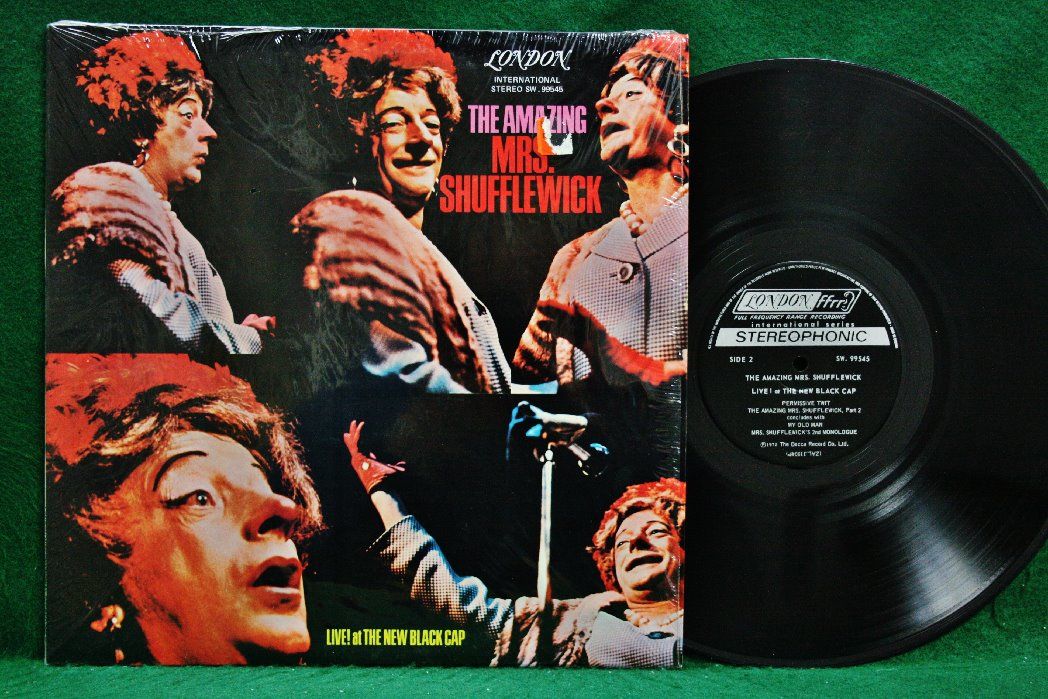 LONDON
INTERNATIONAL
STEREO SW. 99545
THE AMAZING
MRS.
SHUFFLEWICK
LIVE! at THE NEW BLACK CAP
LONDON ffrr
FULL FREQUENCY RANGE RECORDING
international series
STEREOPHONIC
SIDE 2 SW. 99545
THE AMAZING MRS. SHUFFLEWICK
LIVE! at THE NEW BLACK CAP
PERMISSIVE TWIT
THE AMAZING MRS. SHUFFLEWICK, Part 2
concludes with
MY OLD MAN
MRS. SHUFFLEWICK'S 2nd MONOLOGUE
The Decca Record Co. Ltd.